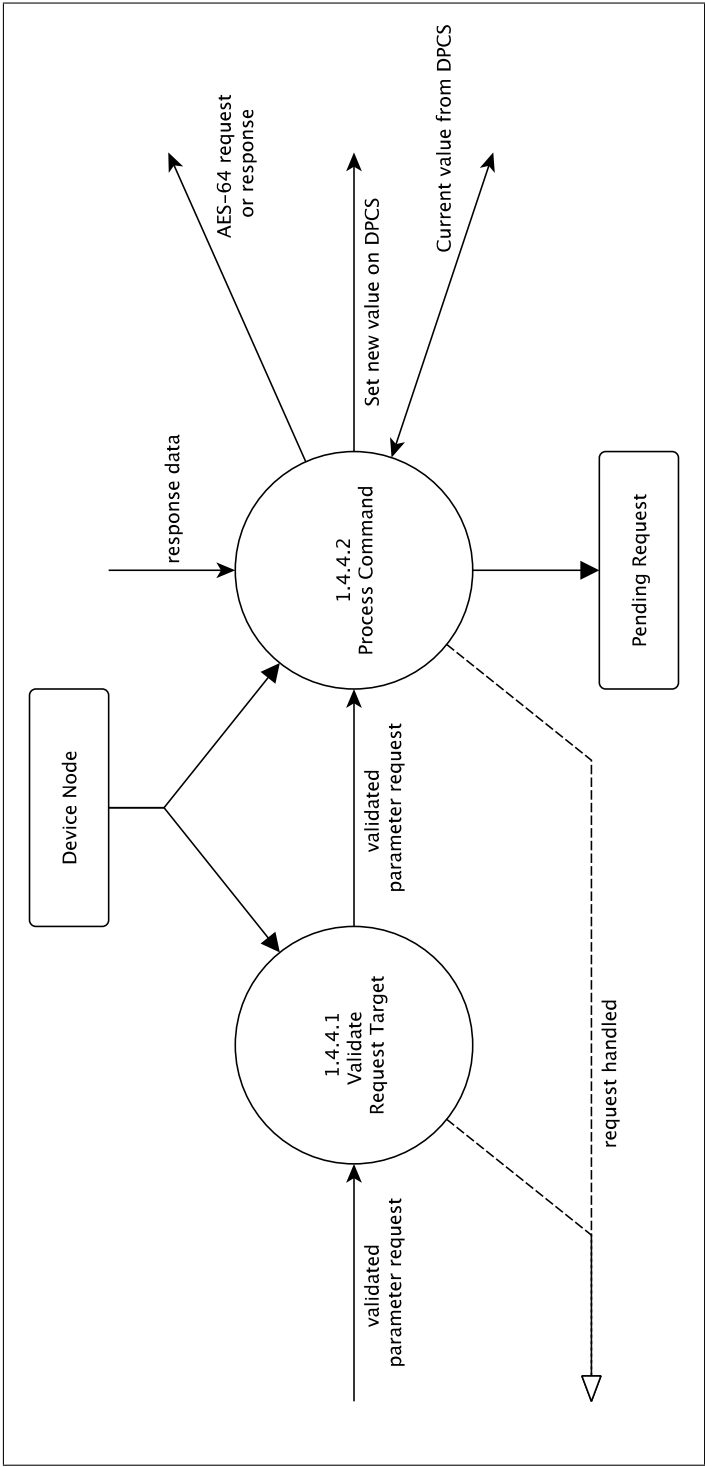 Device Node
response data
AES-64 request
or response
Set new value on DPCS
Current value from DPCS
validated
parameter request
1.4.4.1
Validate
Request Target
validated
parameter request
1.4.4.2
Process Command
Pending Request
request handled